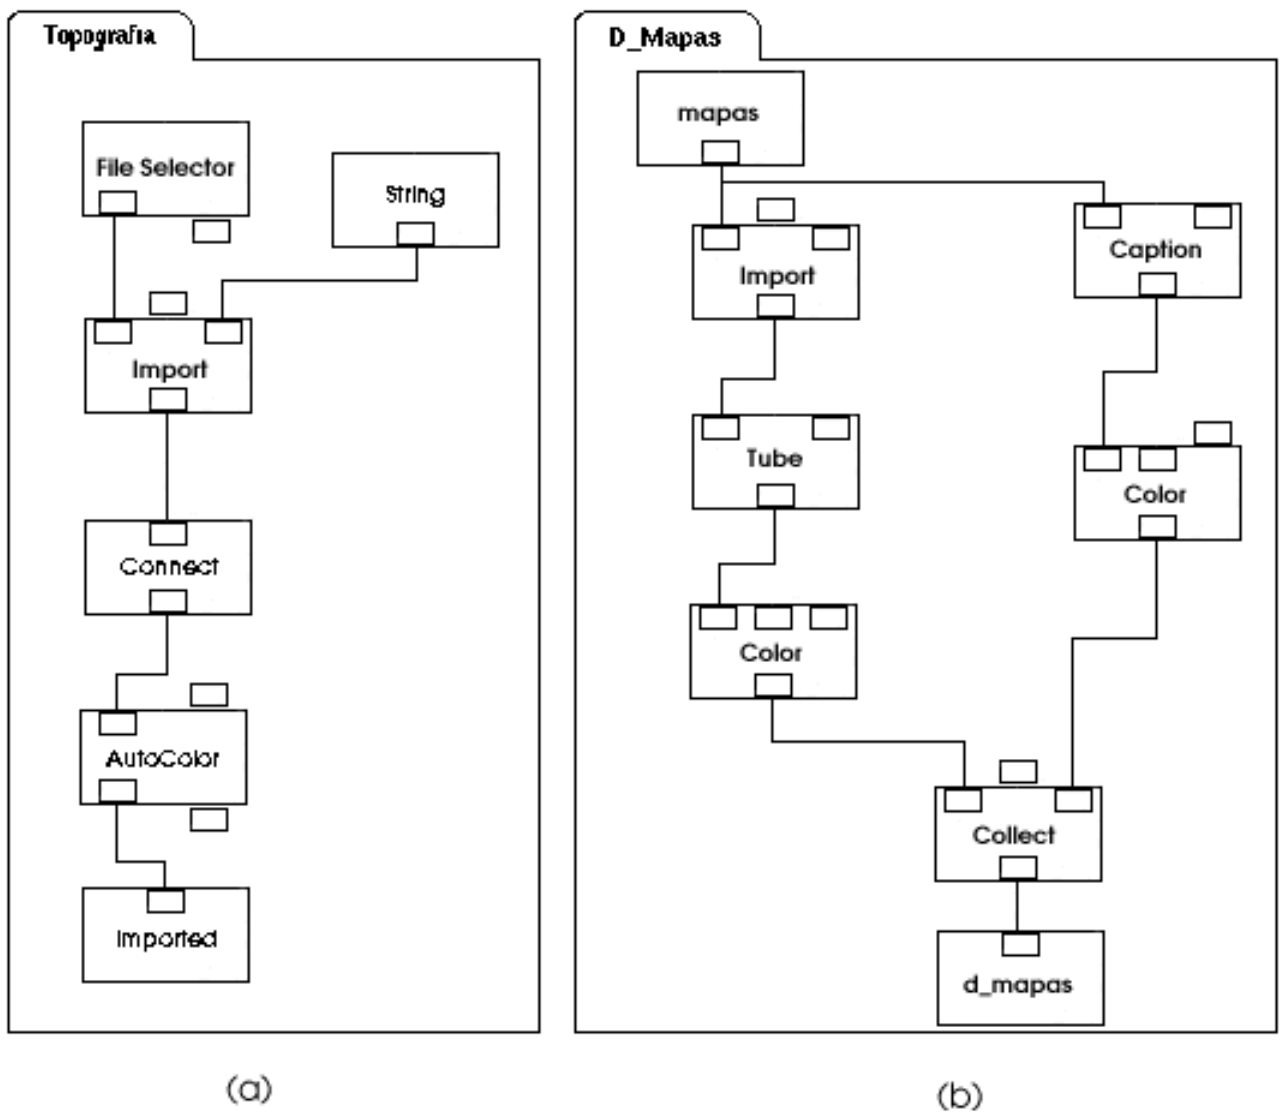 Topografia
File Selector
String
Import
Connect
AutoColor
Imported
(a)
D_Mapas
mapas
Import
Caption
Tube
Color
Color
Collect
d_mapas
(b)